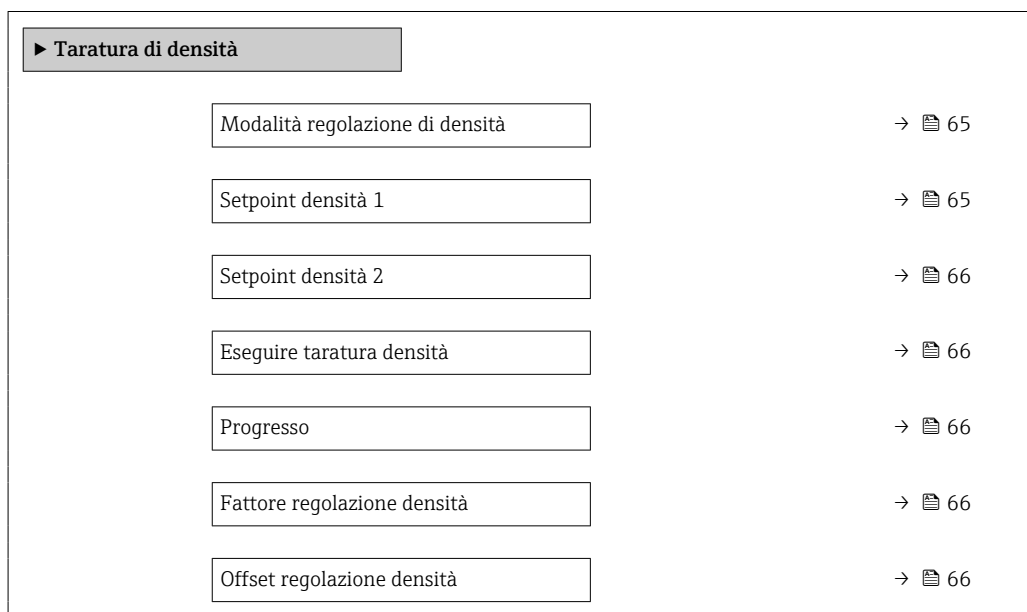 ▶ Taratura di densità
Modalità regolazione di densità → 65
Setpoint densità 1 → 65
Setpoint densità 2 → 66
Eseguire taratura densità → 66
Progresso → 66
Fattore regolazione densità → 66
Offset regolazione densità → 66